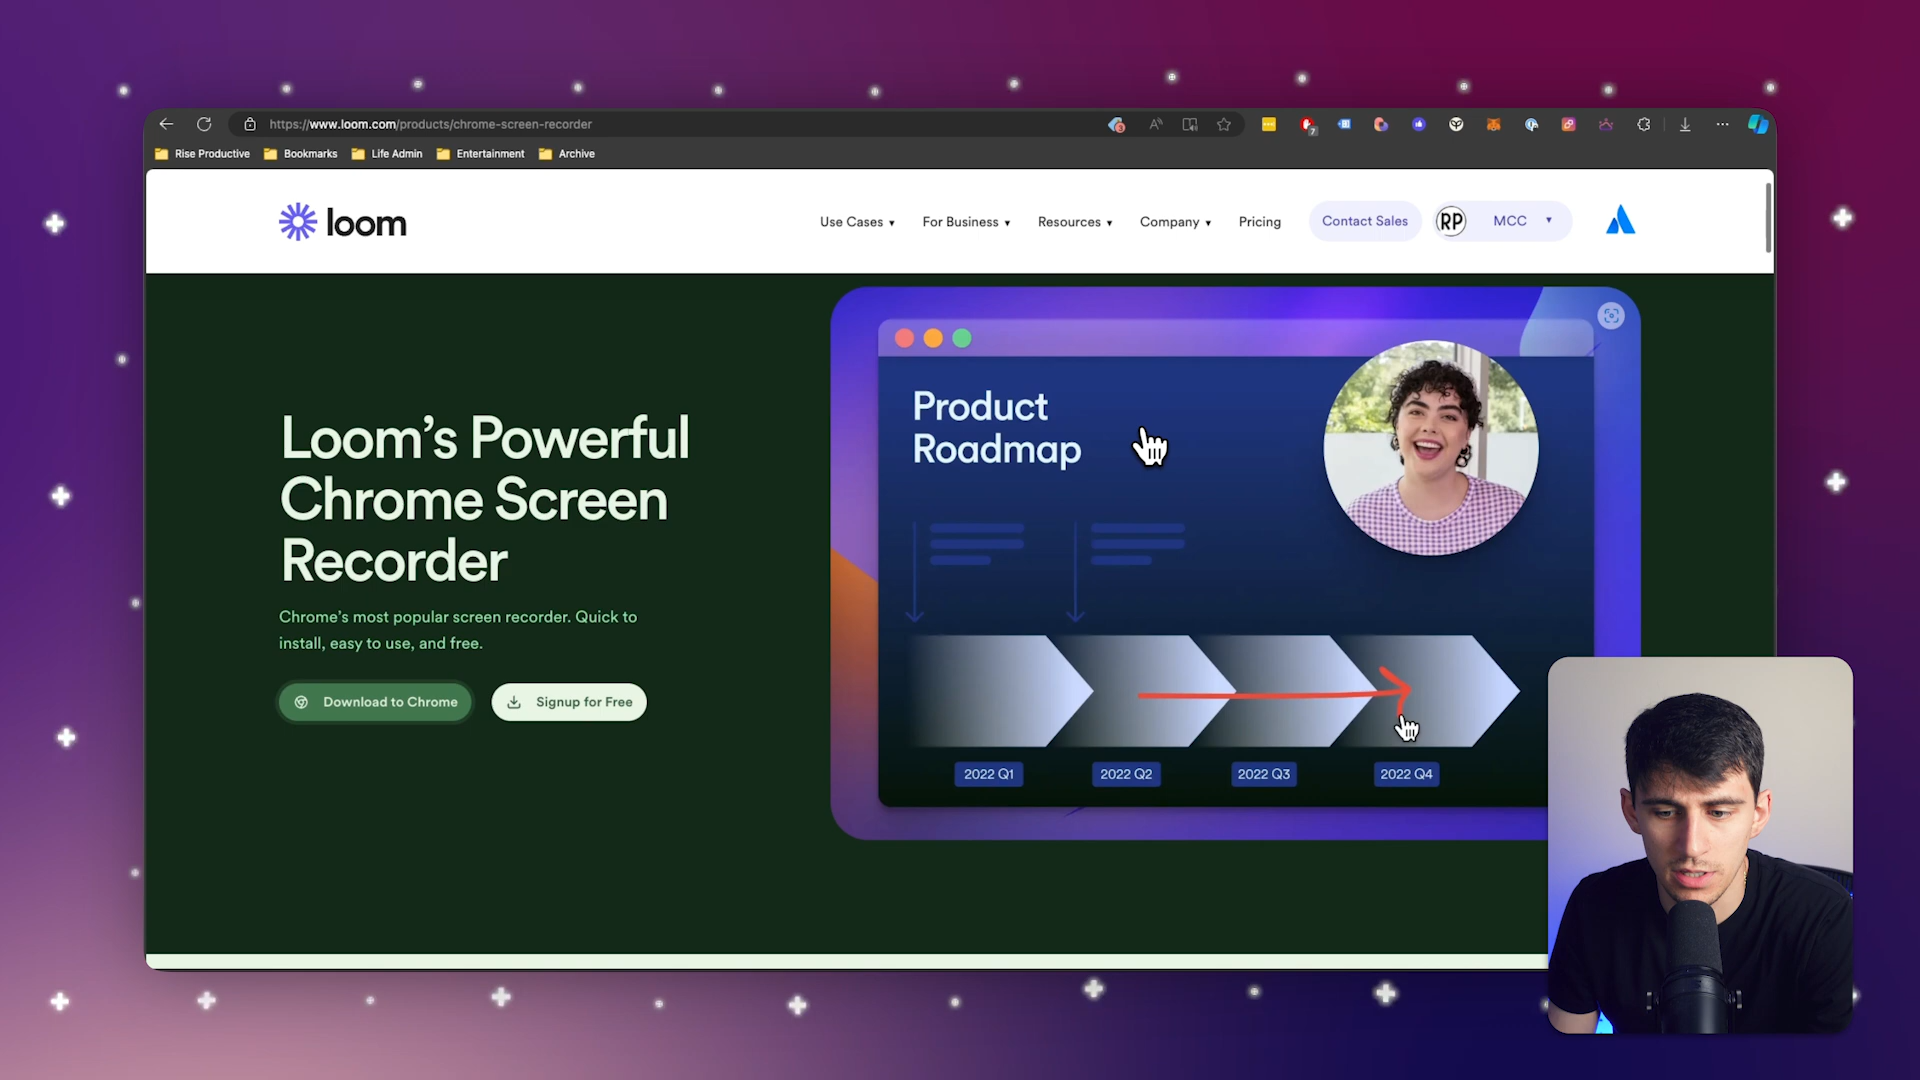 https://www.loom.com/products/chrome-screen-recorder
3
A
7
Rise Productive
Bookmarks
Life Admin
Entertainment
Archive
loom
Use Cases
For Business
Resources
Company
Pricing
Contact Sales
RP
MCC
Loom’s Powerful
Chrome Screen
Recorder
Chrome’s most popular screen recorder. Quick to
install, easy to use, and free.
Download to Chrome
Signup for Free
Product
Roadmap
2022 Q1
2022 Q2
2022 Q3
2022 Q4